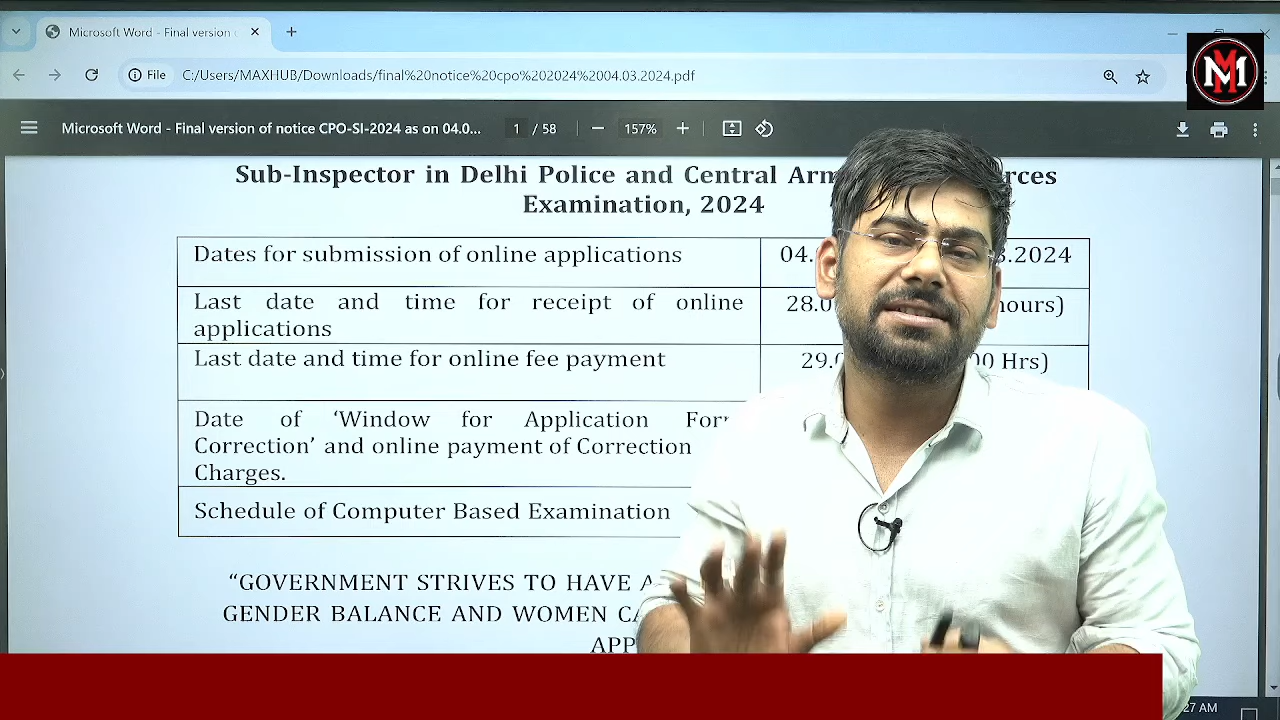 Microsoft Word - Final version
File
C:/Users/MAXHUB/Downloads/final%20notice%20cpo%202024%2004.03.2024.pdf
Microsoft Word - Final version of notice CPO-SI-2024 as on 04.0...
1 / 58
157%
Sub-Inspector in Delhi Police and Central Arm rces
Examination, 2024
Dates for submission of online applications
04. 3.2024
Last date and time for receipt of online
applications
28.0 hours)
Last date and time for online fee payment
29.0 00 Hrs)
Date of ‘Window for Application Form
Correction’ and online payment of Correction
Charges.
Schedule of Computer Based Examination
“GOVERNMENT STRIVES TO HAVE A
GENDER BALANCE AND WOMEN CA
APP
27 AM
M